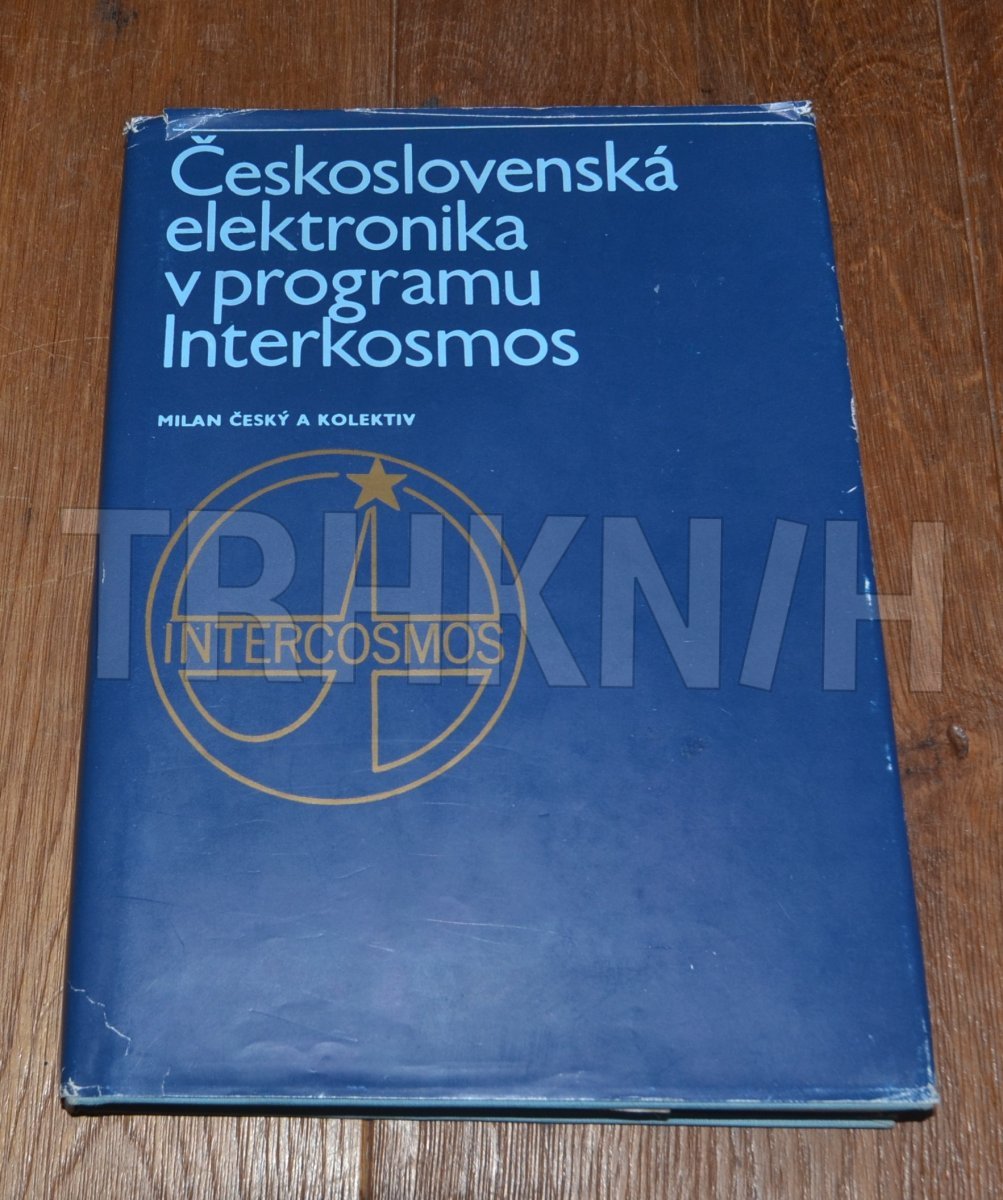 Československá
elektronika
v programu
Interkosmos
MILAN ČESKÝ A KOLEKTIV
INTERCOSMOS
TRHKNIH